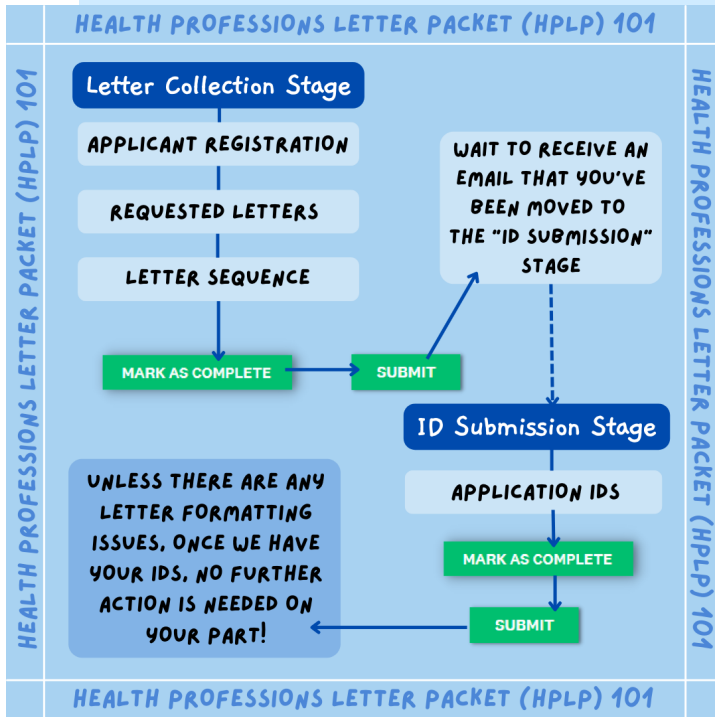 HEALTH PROFESSIONS LETTER PACKET (HPLP) 101
HEALTH PROFESSIONS LETTER PACKET (HPLP) 101
Letter Collection Stage
APPLICANT REGISTRATION
REQUESTED LETTERS
LETTER SEQUENCE
MARK AS COMPLETE
SUBMIT
WAIT TO RECEIVE AN
EMAIL THAT YOU'VE
BEEN MOVED TO
THE "ID SUBMISSION"
STAGE
ID Submission Stage
APPLICATION IDS
MARK AS COMPLETE
SUBMIT
UNLESS THERE ARE ANY
LETTER FORMATTING
ISSUES, ONCE WE HAVE
YOUR IDS, NO FURTHER
ACTION IS NEEDED ON
YOUR PART!
HEALTH PROFESSIONS LETTER PACKET (HPLP) 101
HEALTH PROFESSIONS LETTER PACKET (HPLP) 101